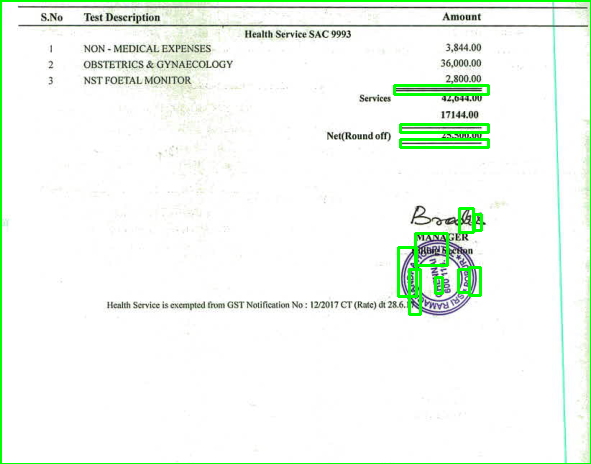 S.No Test Description Amount
Health Service SAC 9993
1 NON - MEDICAL EXPENSES 3,844.00
2 OBSTETRICS & GYNAECOLOGY 36,000.00
3 NST FOETAL MONITOR 2,800.00
Services 42,644.00
17144.00
Net(Round off) 25,500.00
MANAGER
Section
Health Service is exempted from GST Notification No : 12/2017 CT (Rate) dt 28.6.